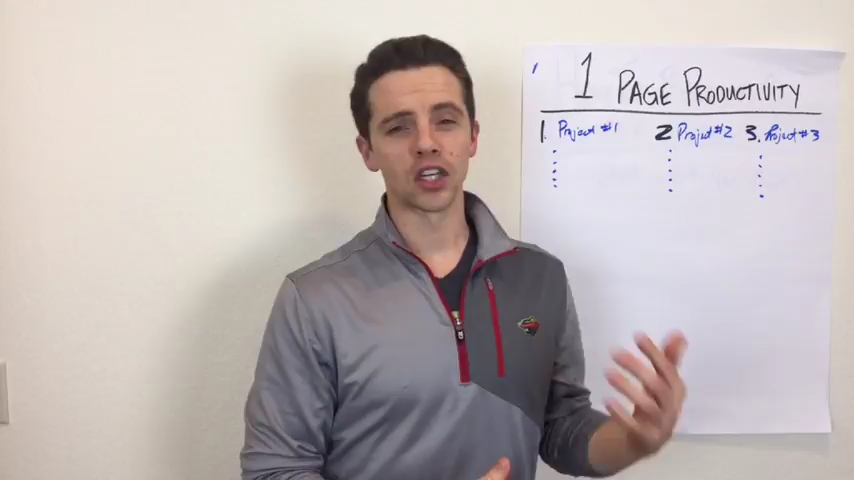 1 PAGE PRODUCTIVITY
1. Project #1 2 Project #2 3. Project #3